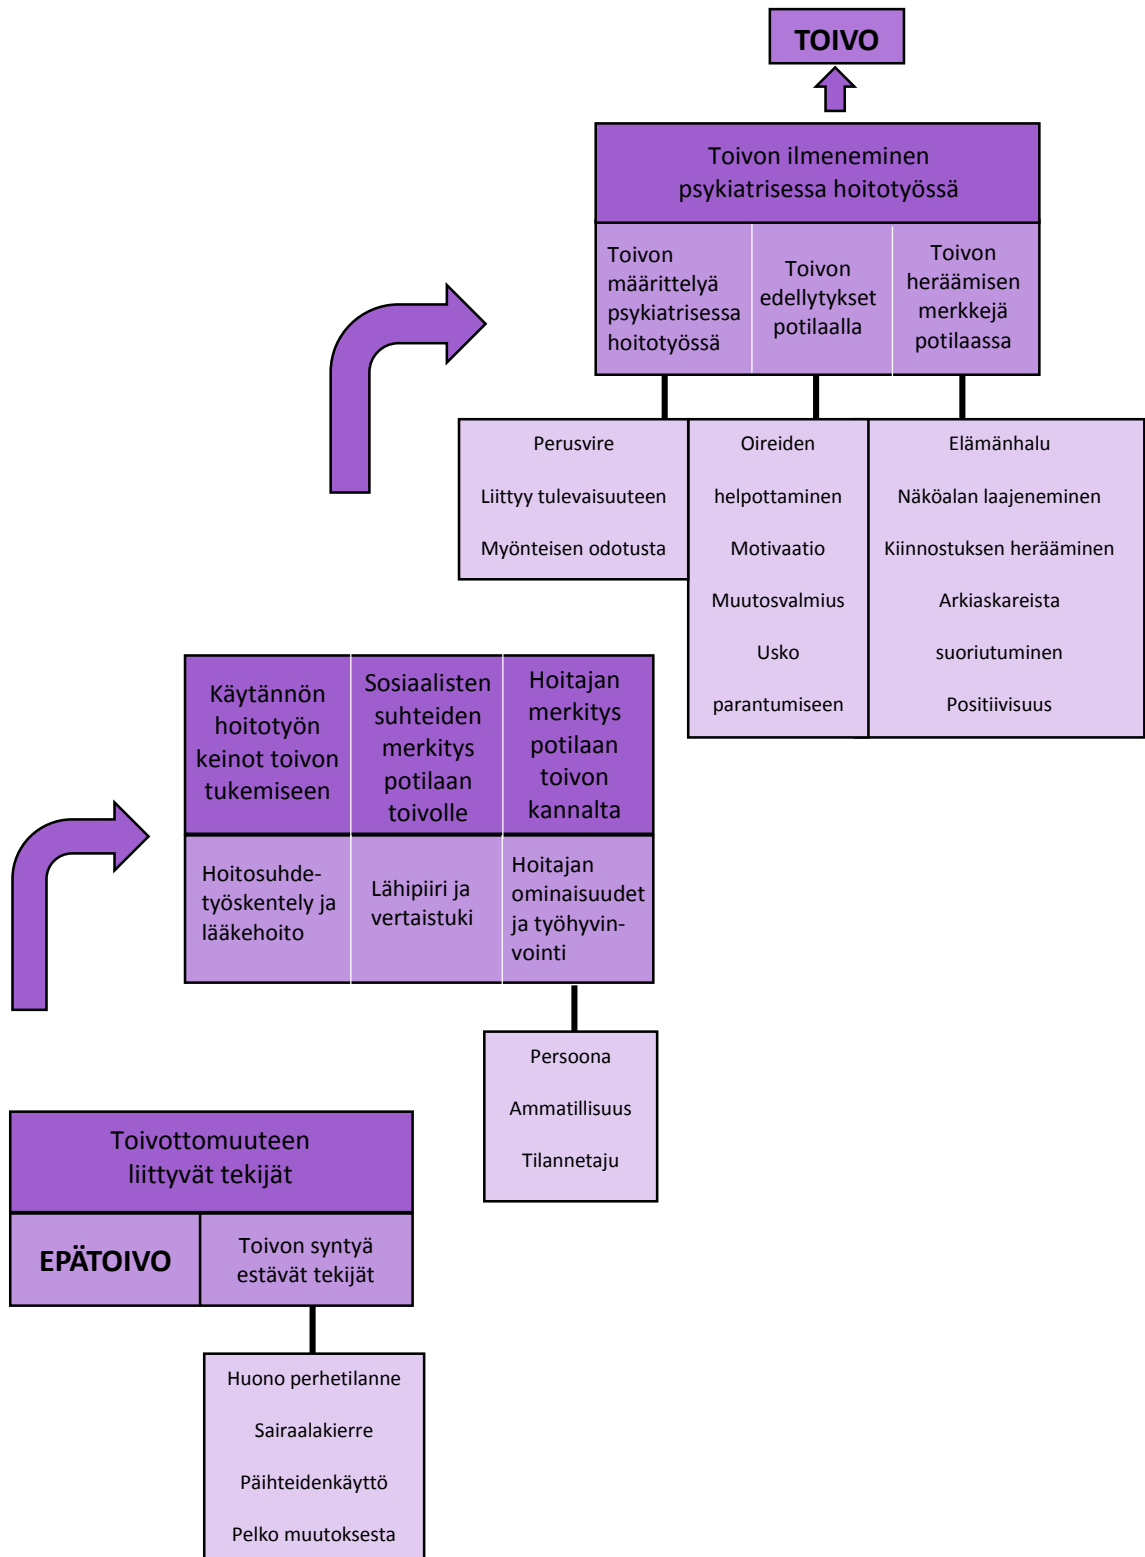 TOIVO
Toivon ilmeneminen
psykiatrisessa hoitotyössä
Toivon
määrittelyä
psykiatrisessa
hoitotyössä
Toivon
edellytykset
potilaalla
Toivon
heräämisen
merkkejä
potilaassa
Perusvire
Liittyy tulevaisuuteen
Myönteisen odotusta
Oireiden
helpottaminen
Motivaatio
Muutosvalmius
Usko
parantumiseen
Elämänhalu
Näköalan laajeneminen
Kiinnostuksen herääminen
Arkiaskareista
suoriutuminen
Positiivisuus
Käytännön
hoitotyön
keinot toivon
tukemiseen
Sosiaalisten
suhteiden
merkitys
potilaan
toivolle
Hoitajan
merkitys
potilaan
toivon
kannalta
Hoitosuhde-
työskentely ja
lääkehoito
Lähipiiri ja
vertaistuki
Hoitajan
ominaisuudet
ja työhyvin-
vointi
Persoona
Ammatillisuus
Tilannetaju
Toivottomuuteen
liittyvät tekijät
EPÄTOIVO
Toivon syntyä
estävät tekijät
Huono perhetilanne
Sairaalakierre
Päihteidenkäyttö
Pelko muutoksesta